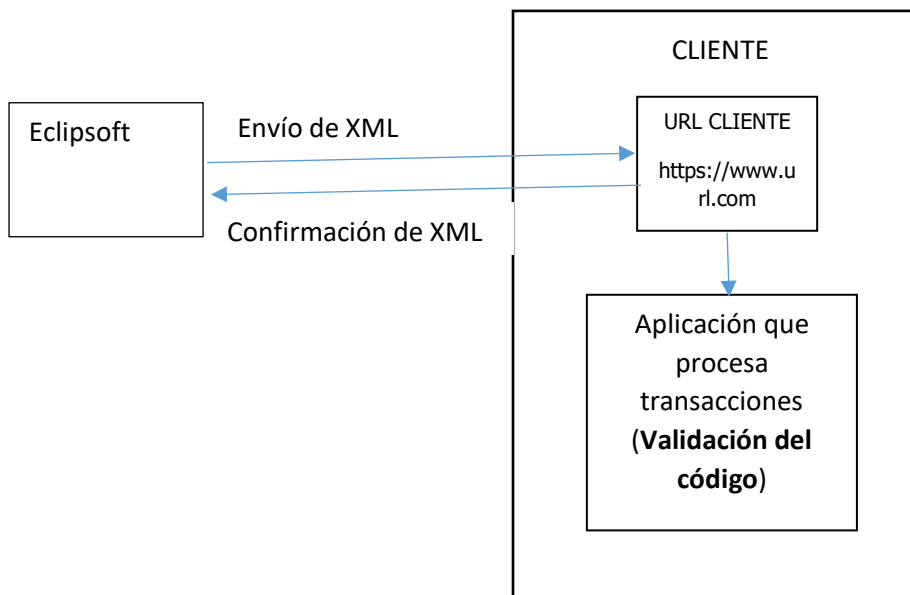 CLIENTE
Eclipsoft
Envío de XML
Confirmación de XML
URL CLIENTE
https://www.u
rl.com
Aplicación que
procesa
transacciones
(Validación del
código)